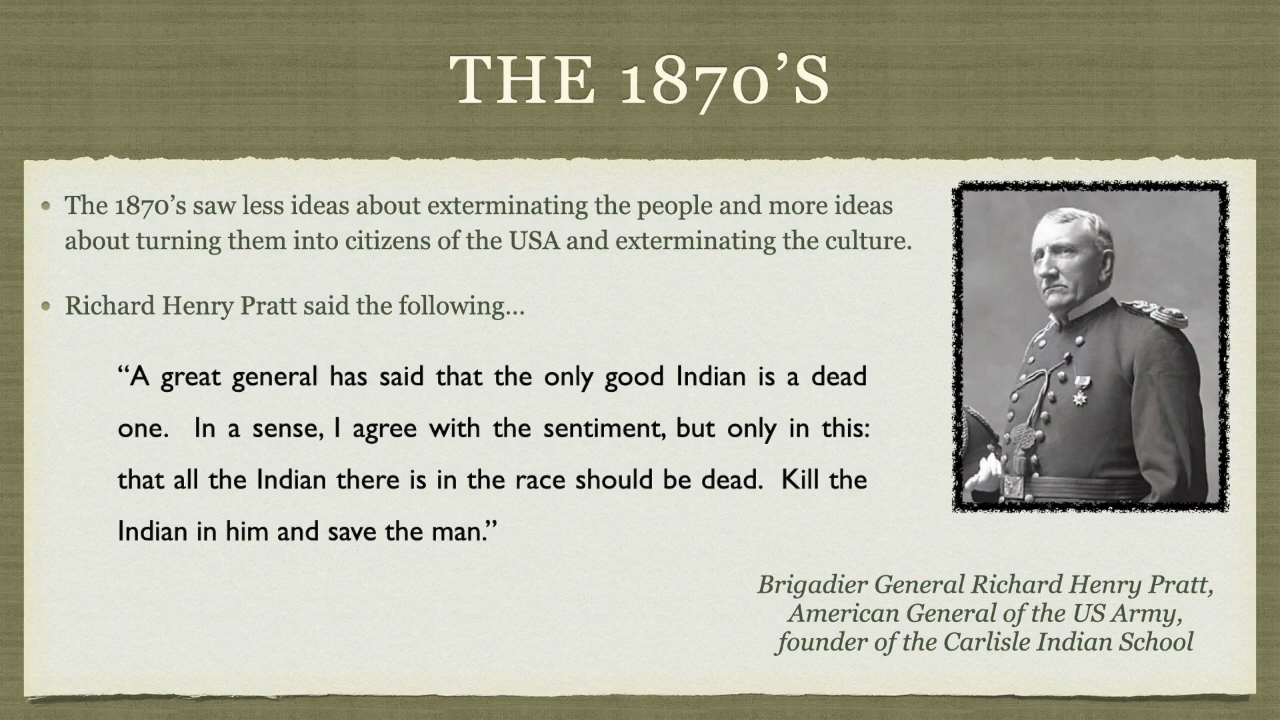 THE 1870’S
• The 1870’s saw less ideas about exterminating the people and more ideas
about turning them into citizens of the USA and exterminating the culture.
• Richard Henry Pratt said the following...
“A great general has said that the only good Indian is a dead
one.  In a sense, I agree with the sentiment, but only in this:
that all the Indian there is in the race should be dead.  Kill the
Indian in him and save the man.”
Brigadier General Richard Henry Pratt,
American General of the US Army,
founder of the Carlisle Indian School